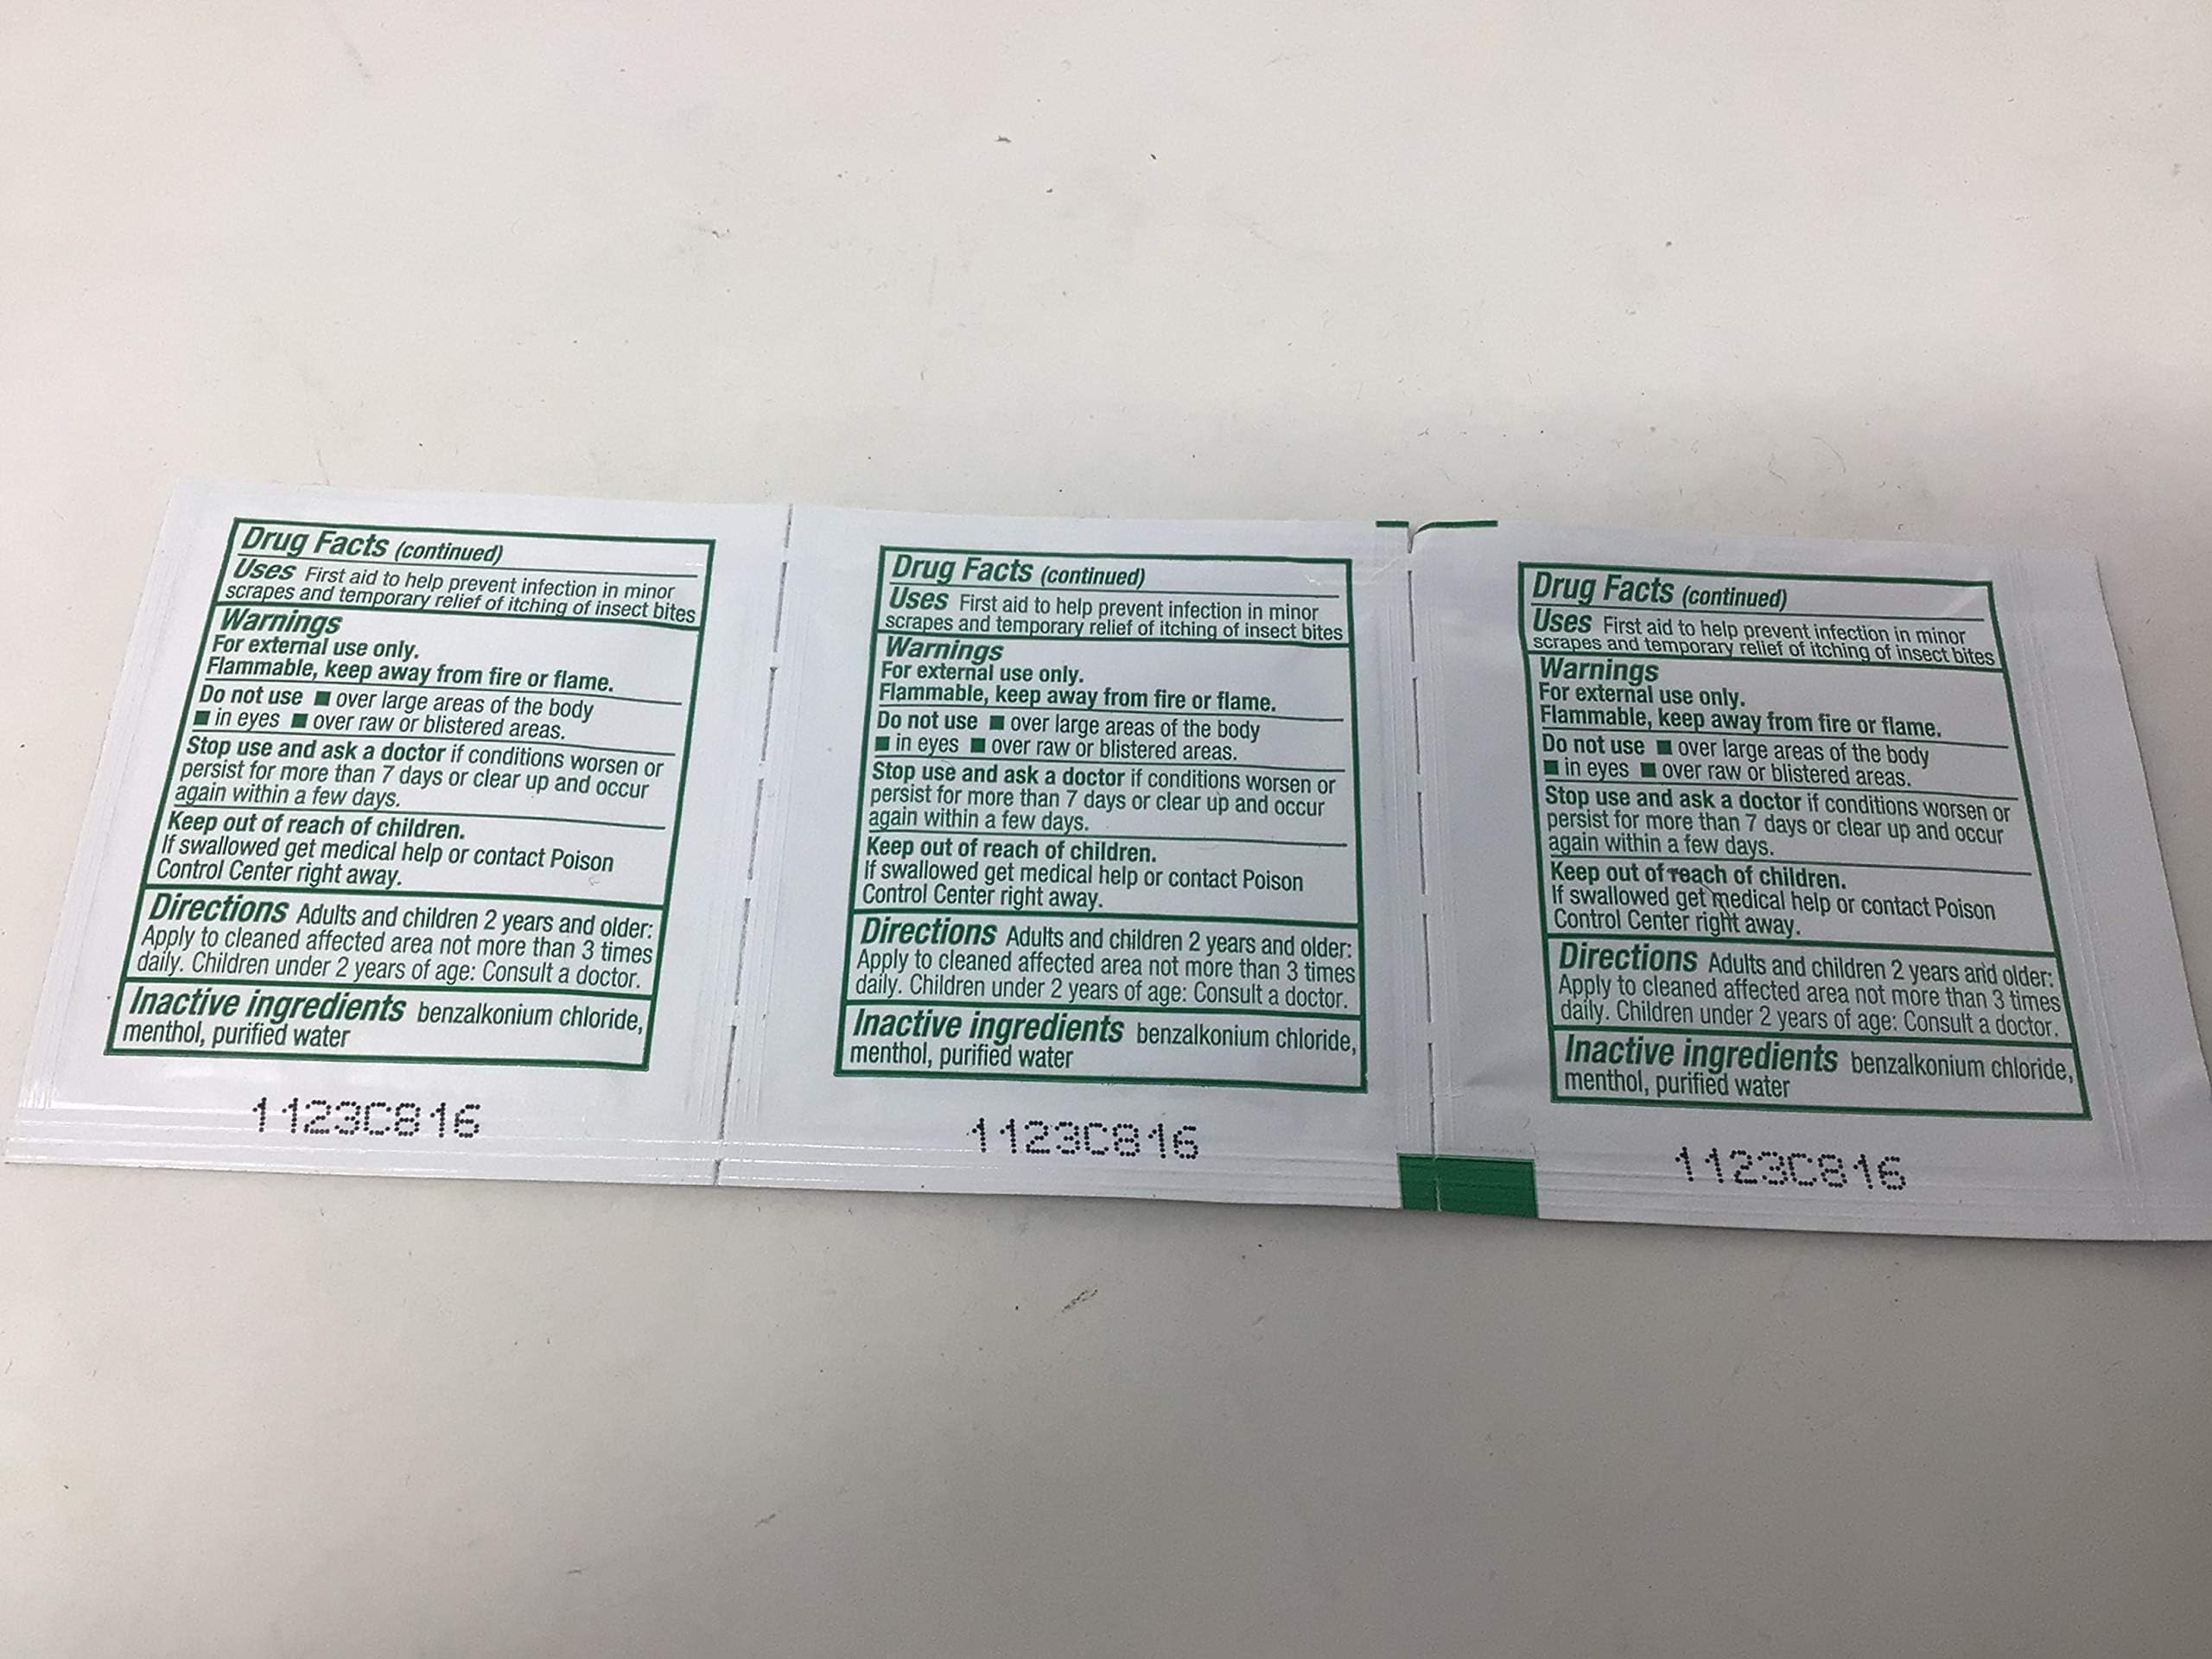 Drug Facts (continued)
Uses First aid to help prevent infection in minor
scrapes and temporary relief of itching of insect bites
Warnings
For external use only.
Flammable, keep away from fire or flame.
Do not use ■ over large areas of the body
■ in eyes ■ over raw or blistered areas.
Stop use and ask a doctor if conditions worsen or
persist for more than 7 days or clear up and occur
again within a few days.
Keep out of reach of children.
If swallowed get medical help or contact Poison
Control Center right away.
Directions Adults and children 2 years and older:
Apply to cleaned affected area not more than 3 times
daily. Children under 2 years of age: Consult a doctor.
Inactive ingredients benzalkonium chloride,
menthol, purified water
1123C816
Drug Facts (continued)
Uses First aid to help prevent infection in minor
scrapes and temporary relief of itching of insect bites
Warnings
For external use only.
Flammable, keep away from fire or flame.
Do not use ■ over large areas of the body
■ in eyes ■ over raw or blistered areas.
Stop use and ask a doctor if conditions worsen or
persist for more than 7 days or clear up and occur
again within a few days.
Keep out of reach of children.
If swallowed get medical help or contact Poison
Control Center right away.
Directions Adults and children 2 years and older:
Apply to cleaned affected area not more than 3 times
daily. Children under 2 years of age: Consult a doctor.
Inactive ingredients benzalkonium chloride,
menthol, purified water
1123C816
Drug Facts (continued)
Uses First aid to help prevent infection in minor
scrapes and temporary relief of itching of insect bites
Warnings
For external use only.
Flammable, keep away from fire or flame.
Do not use ■ over large areas of the body
■ in eyes ■ over raw or blistered areas.
Stop use and ask a doctor if conditions worsen or
persist for more than 7 days or clear up and occur
again within a few days.
Keep out of reach of children.
If swallowed get medical help or contact Poison
Control Center right away.
Directions Adults and children 2 years and older:
Apply to cleaned affected area not more than 3 times
daily. Children under 2 years of age: Consult a doctor.
Inactive ingredients benzalkonium chloride,
menthol, purified water
1123C816